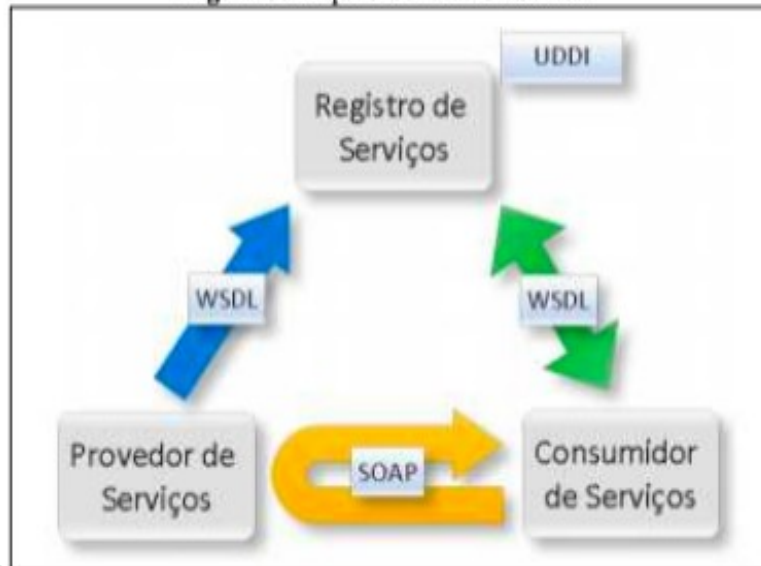 UDDI
Registro de
Serviços
WSDL
WSDL
Provedor de
Serviços
SOAP
Consumidor
de Serviços